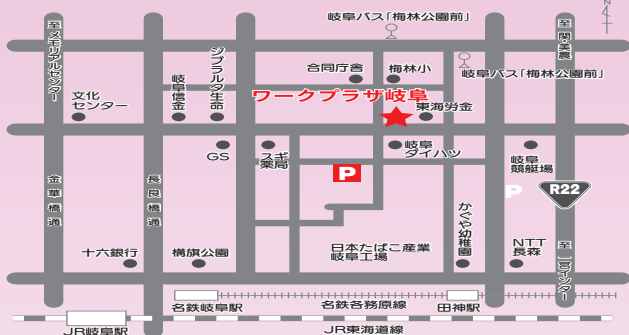 岐阜バス「梅林公園前」
N
至メモリアルセンター
至関・美濃
ジブラルタ生命
合同庁舎
梅林小
岐阜バス「梅林公園前」
岐阜信金
文化
センター
ワークプラザ岐阜
東海労金
GS
スギ
薬局
岐阜
ダイハツ
岐阜
競艇場
P
P
R22
金華橋通
長良橋通
かぐや幼稚園
十六銀行
構旗公園
日本たばこ産業
岐阜工場
NTT
長森
至一宮インター
名鉄岐阜駅
名鉄各務原線
田神駅
JR岐阜駅
JR東海道線